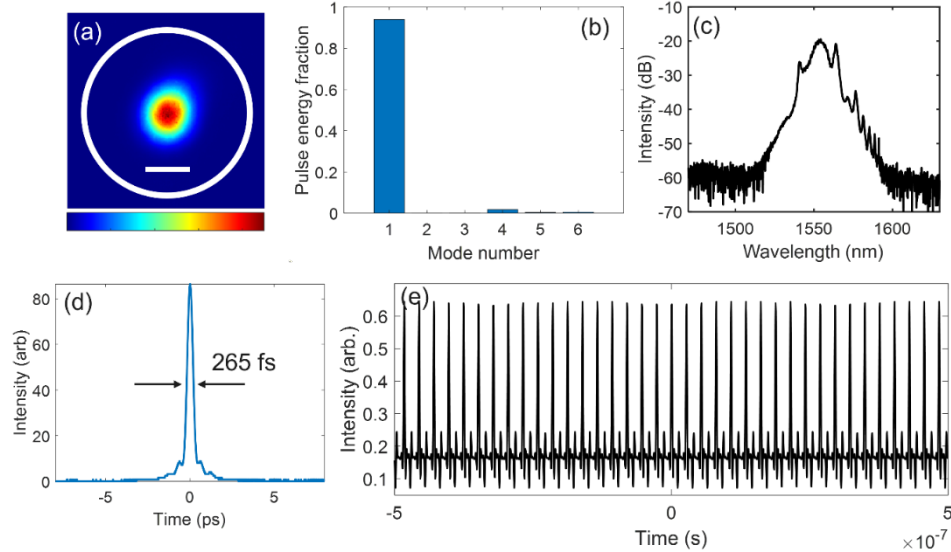 (a)
(b)
Pulse energy fraction
1
0.8
0.6
0.4
0.2
0
1 2 3 4 5 6
Mode number
(c)
Intensity (dB)
-10
-20
-30
-40
-50
-60
-70
1500 1550 1600
Wavelength (nm)
(d)
Intensity (arb)
80
60
40
20
0
265 fs
-5 0 5
Time (ps)
(e)
Intensity (arb.)
0.6
0.5
0.4
0.3
0.2
0.1
-5 0 5
Time (s)
×10⁻⁷